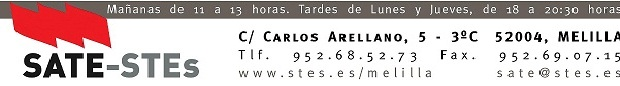 Mañanas de 11 a 13 horas. Tardes de Lunes y Jueves, de 18 a 20:30 horas
C/ CARLOS ARELLANO, 5 - 3ºC 52004, MELILLA
Tlf. 952.68.52.73 Fax. 952.69.07.15
www.stes.es/melilla sate@stes.es
SATE-STEs